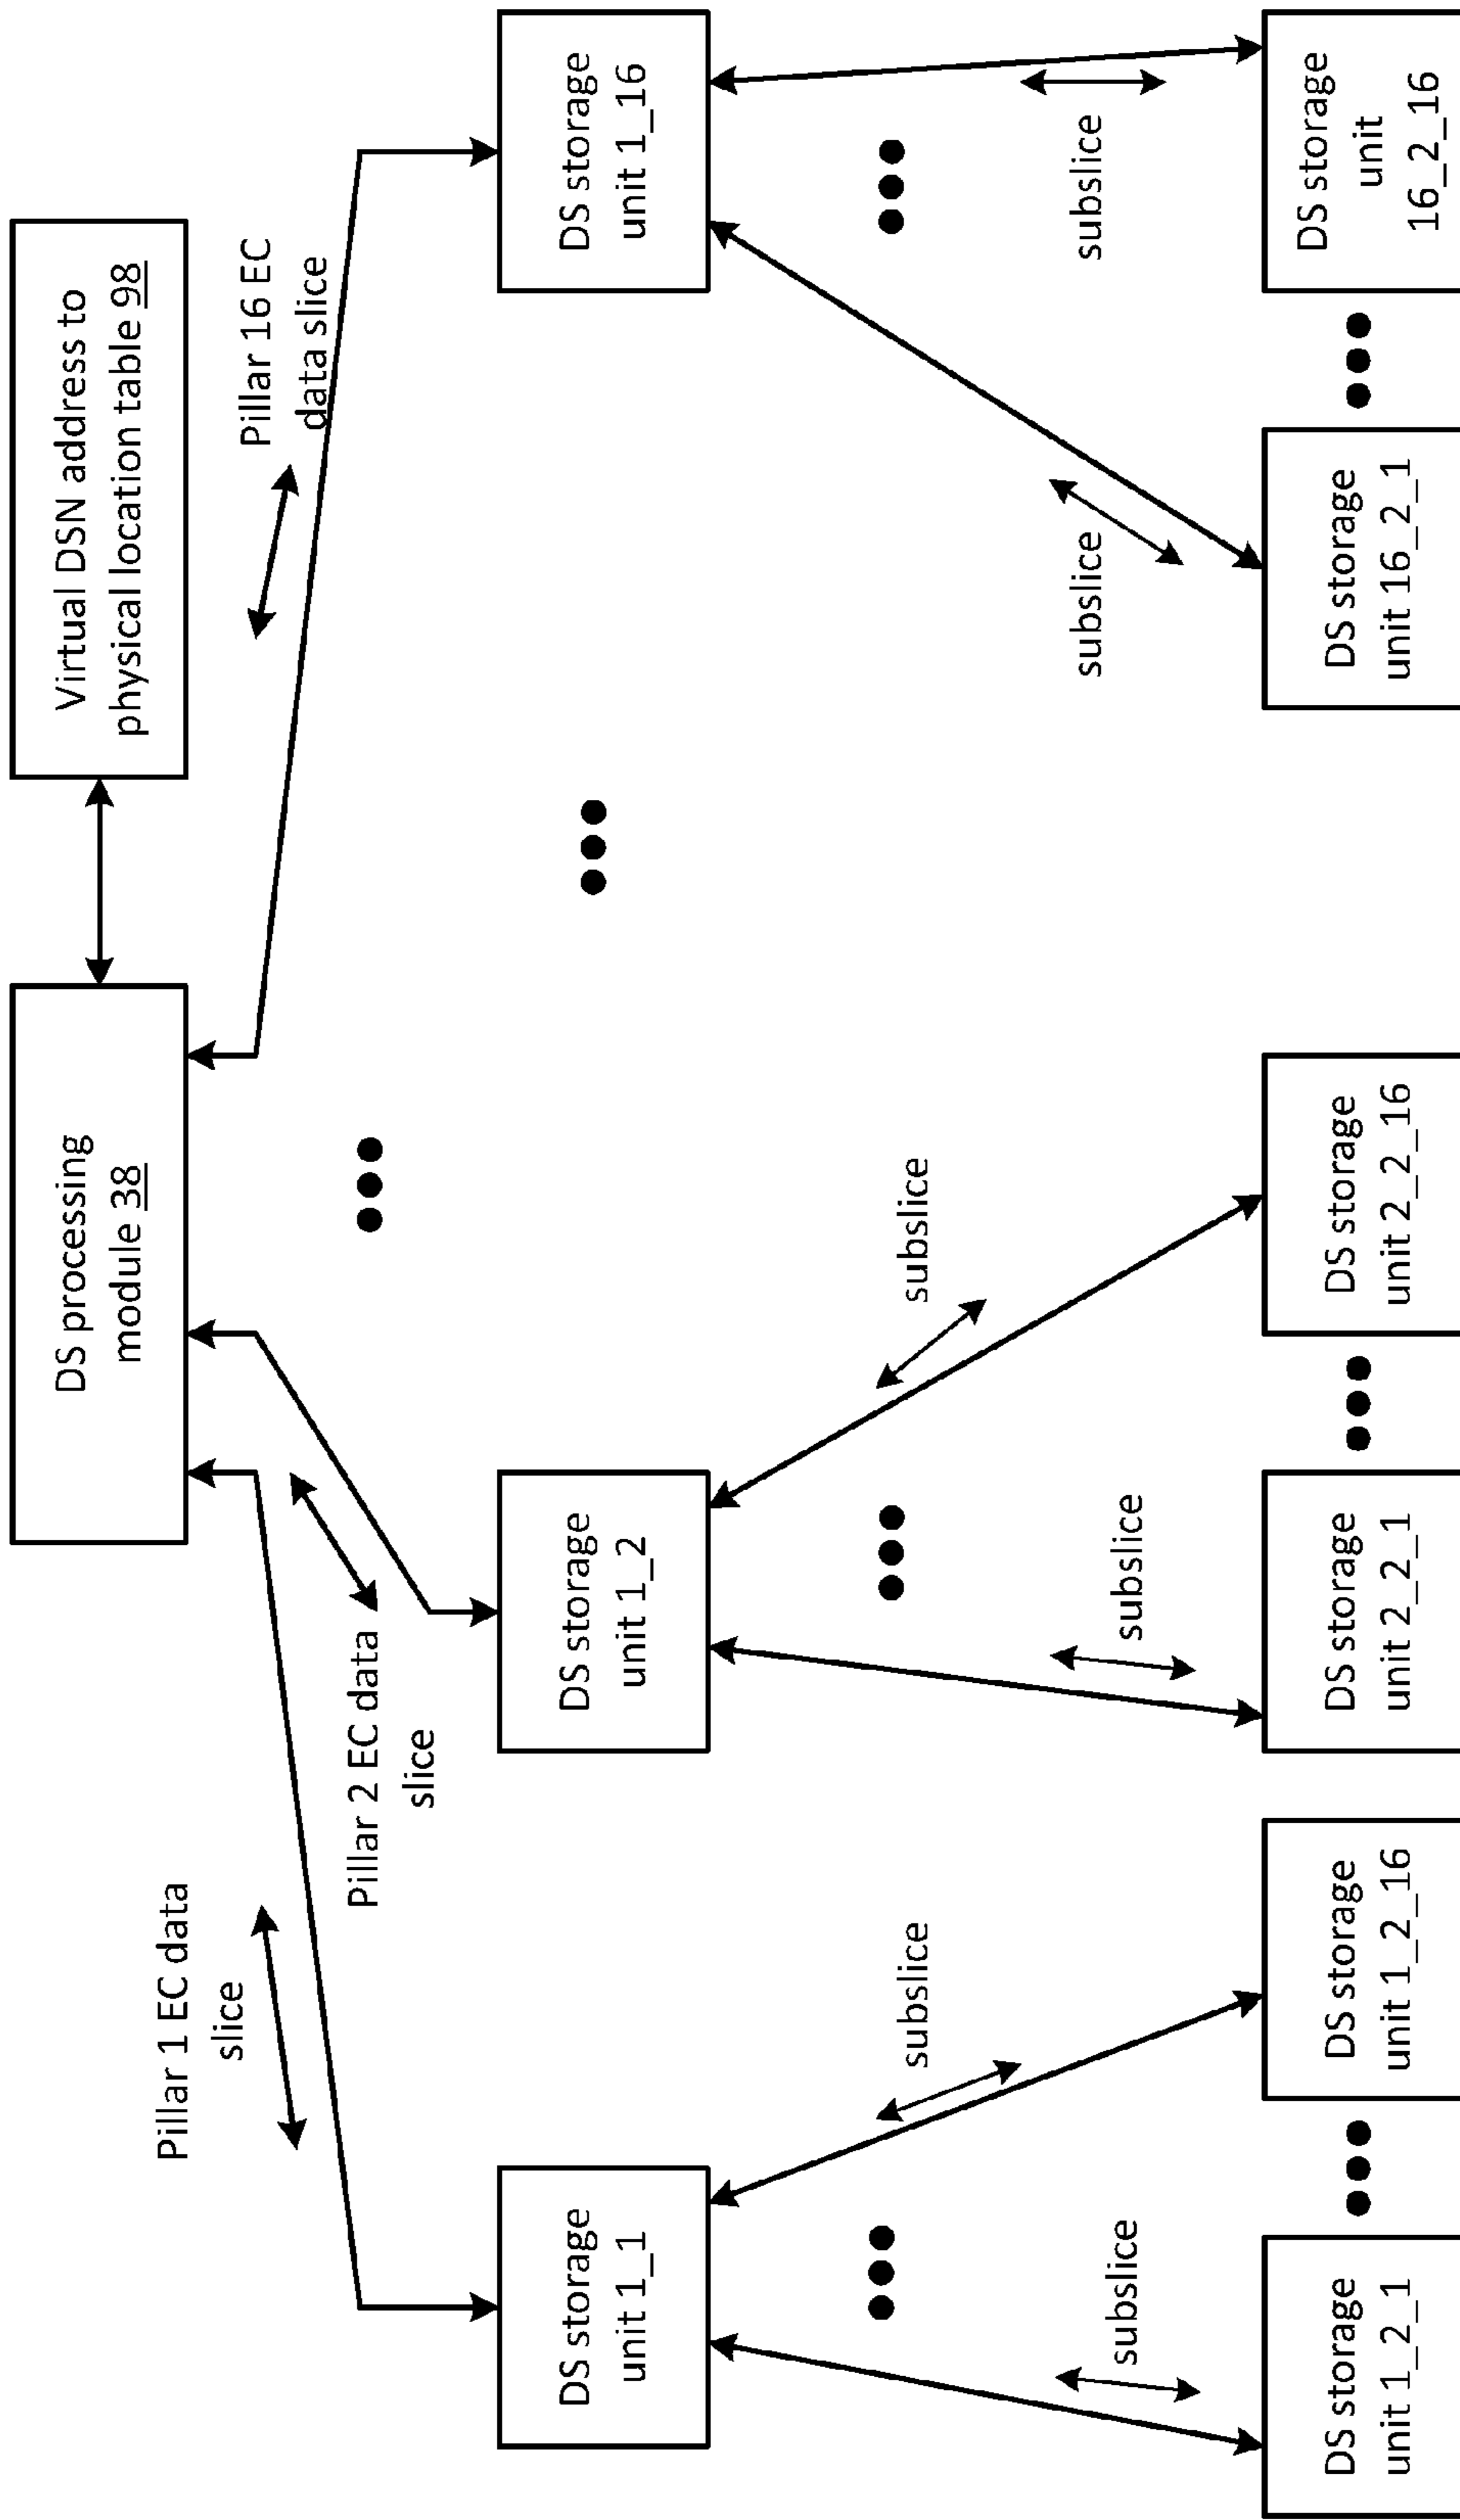 DS processing
module 38
Virtual DSN address to
physical location table 98
Pillar 1 EC data
slice
Pillar 2 EC data
slice
Pillar 16 EC
data slice
DS storage
unit 1_1
DS storage
unit 1_2
DS storage
unit 1_16
subslice
subslice
subslice
subslice
subslice
subslice
DS storage
unit 1_2_1
DS storage
unit 1_2_16
DS storage
unit 2_2_1
DS storage
unit 2_2_16
DS storage
unit 16_2_1
DS storage
unit
16_2_16